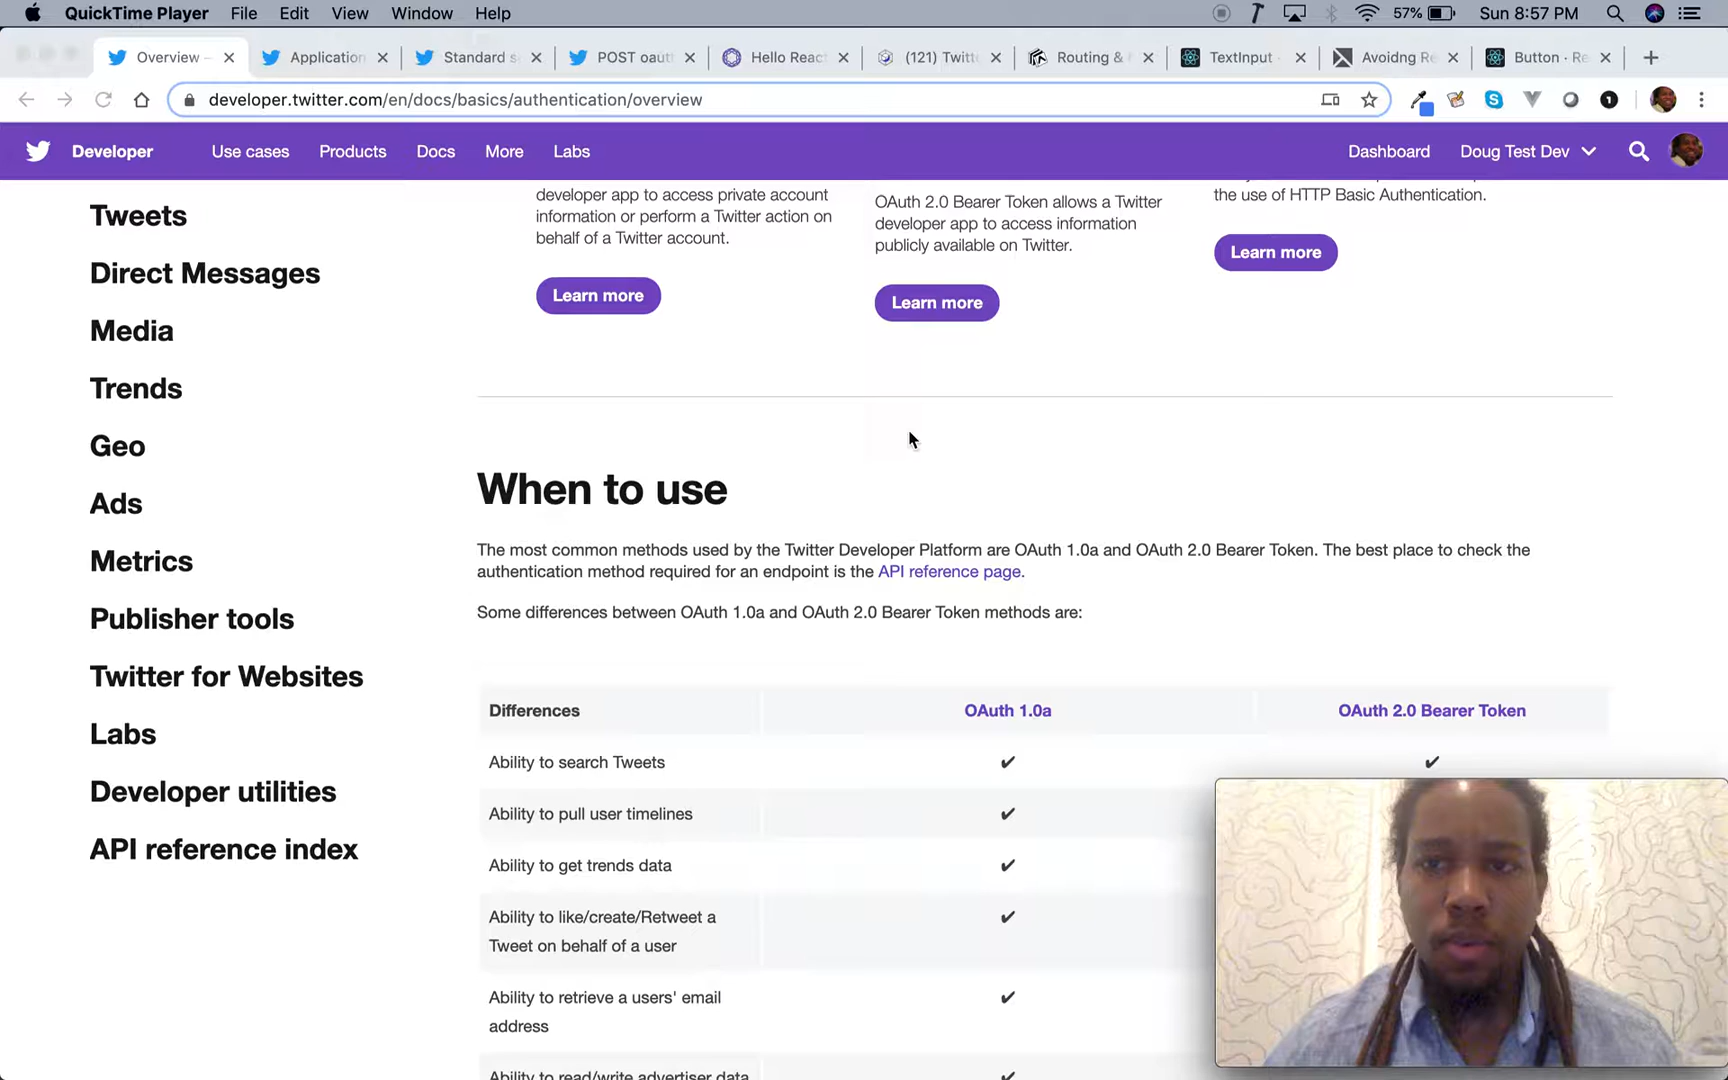 QuickTime Player File Edit View Window Help 57% Sun 8:57 PM
Overview — Application Standard s POST oaut Hello Reac (121) Twitt Routing & TextInput · Avoidng Re Button · Re
developer.twitter.com/en/docs/basics/authentication/overview
Developer Use cases Products Docs More Labs Dashboard Doug Test Dev
Tweets
Direct Messages
Media
Trends
Geo
Ads
Metrics
Publisher tools
Twitter for Websites
Labs
Developer utilities
API reference index
developer app to access private account
information or perform a Twitter action on
behalf of a Twitter account.
Learn more
OAuth 2.0 Bearer Token allows a Twitter
developer app to access information
publicly available on Twitter.
Learn more
the use of HTTP Basic Authentication.
Learn more
When to use
The most common methods used by the Twitter Developer Platform are OAuth 1.0a and OAuth 2.0 Bearer Token. The best place to check the
authentication method required for an endpoint is the API reference page.
Some differences between OAuth 1.0a and OAuth 2.0 Bearer Token methods are:
Differences OAuth 1.0a OAuth 2.0 Bearer Token
Ability to search Tweets ✔ ✔
Ability to pull user timelines ✔
Ability to get trends data ✔
Ability to like/create/Retweet a
Tweet on behalf of a user ✔
Ability to retrieve a users' email
address ✔
Ability to read/write advertiser data ✔